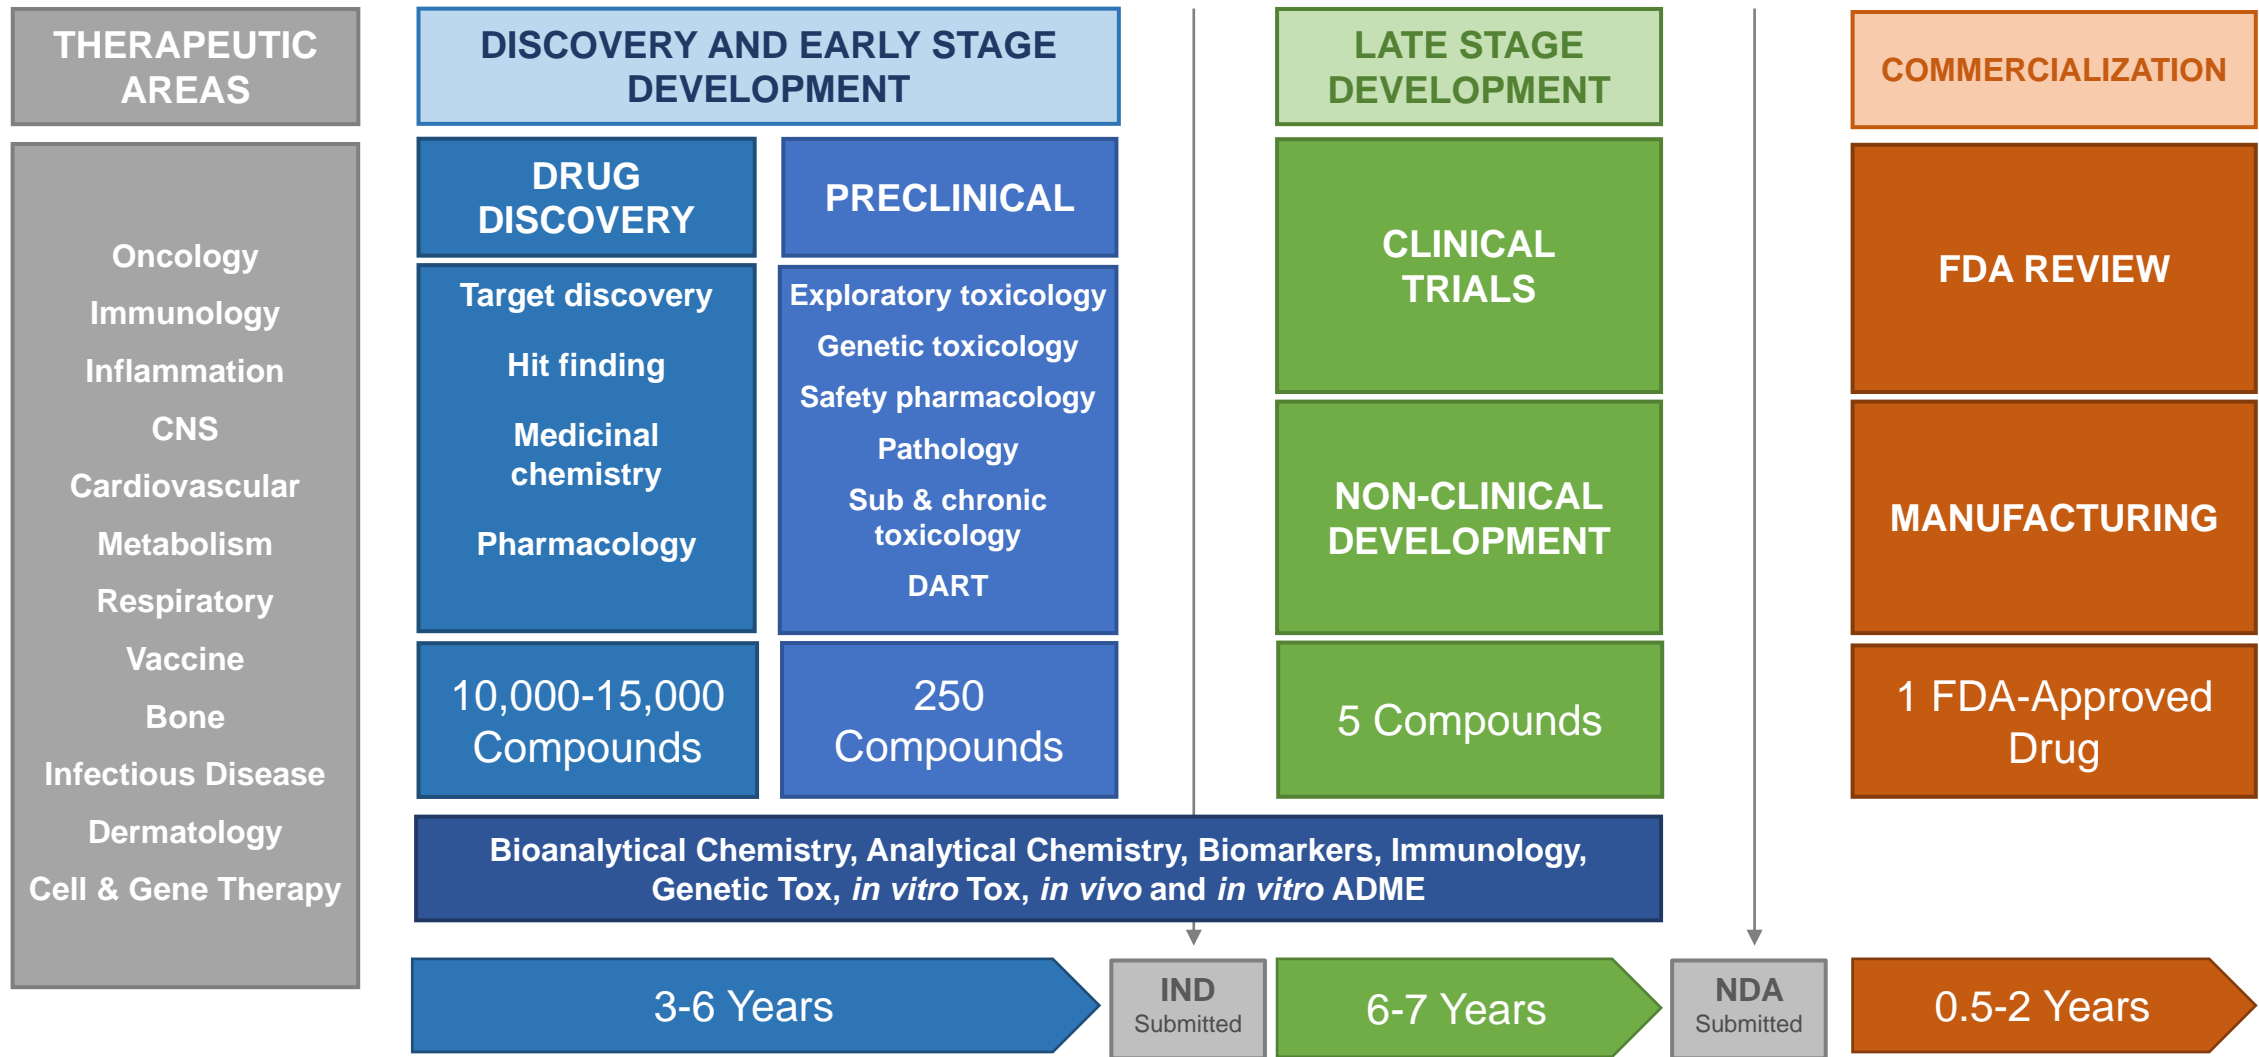 THERAPEUTIC
AREAS
Oncology
Immunology
Inflammation
CNS
Cardiovascular
Metabolism
Respiratory
Vaccine
Bone
Infectious Disease
Dermatology
Cell & Gene Therapy
DISCOVERY AND EARLY STAGE
DEVELOPMENT
DRUG
DISCOVERY
Target discovery
Hit finding
Medicinal
chemistry
Pharmacology
10,000-15,000
Compounds
PRECLINICAL
Exploratory toxicology
Genetic toxicology
Safety pharmacology
Pathology
Sub & chronic
toxicology
DART
250
Compounds
LATE STAGE
DEVELOPMENT
CLINICAL
TRIALS
NON-CLINICAL
DEVELOPMENT
5 Compounds
COMMERCIALIZATION
FDA REVIEW
MANUFACTURING
1 FDA-Approved
Drug
Bioanalytical Chemistry, Analytical Chemistry, Biomarkers, Immunology,
Genetic Tox, in vitro Tox, in vivo and in vitro ADME
3-6 Years
IND
Submitted
6-7 Years
NDA
Submitted
0.5-2 Years